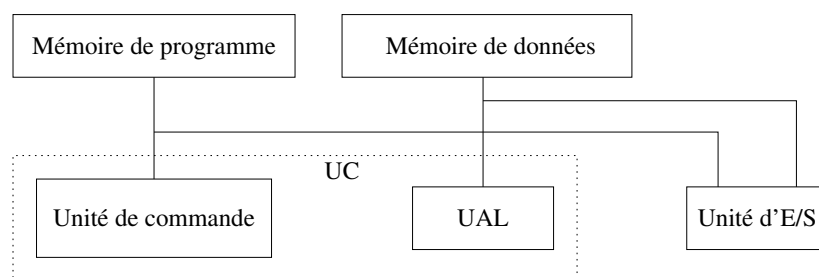 Mémoire de programme
Mémoire de données
UC
Unité de commande
UAL
Unité d'E/S